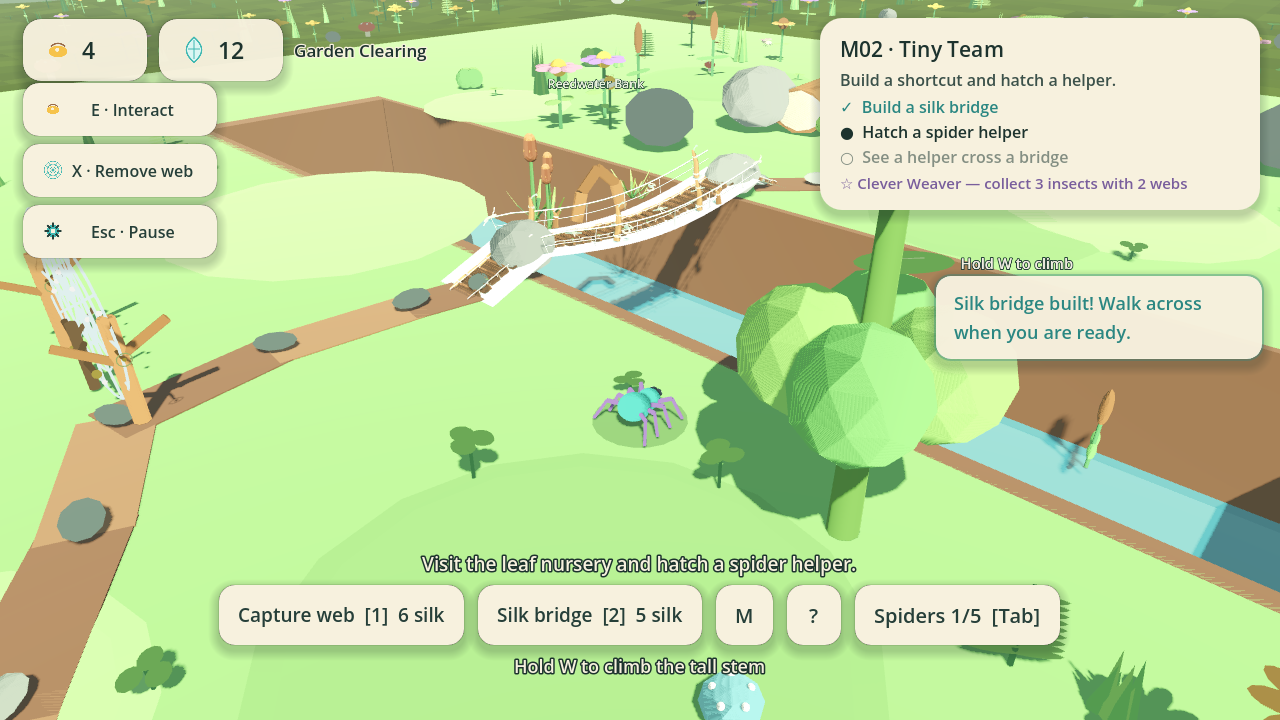 4
12
Garden Clearing
E · Interact
X · Remove web
Esc · Pause
Reedwater Bank
M02 · Tiny Team
Build a shortcut and hatch a helper.
✓ Build a silk bridge
● Hatch a spider helper
○ See a helper cross a bridge
☆ Clever Weaver — collect 3 insects with 2 webs
Hold W to climb
Silk bridge built! Walk across
when you are ready.
Visit the leaf nursery and hatch a spider helper.
Capture web [1] 6 silk
Silk bridge [2] 5 silk
M
?
Spiders 1/5 [Tab]
Hold W to climb the tall stem